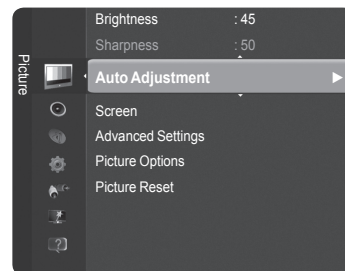 Picture
Brightness : 45
Sharpness : 50
Auto Adjustment
Screen
Advanced Settings
Picture Options
Picture Reset